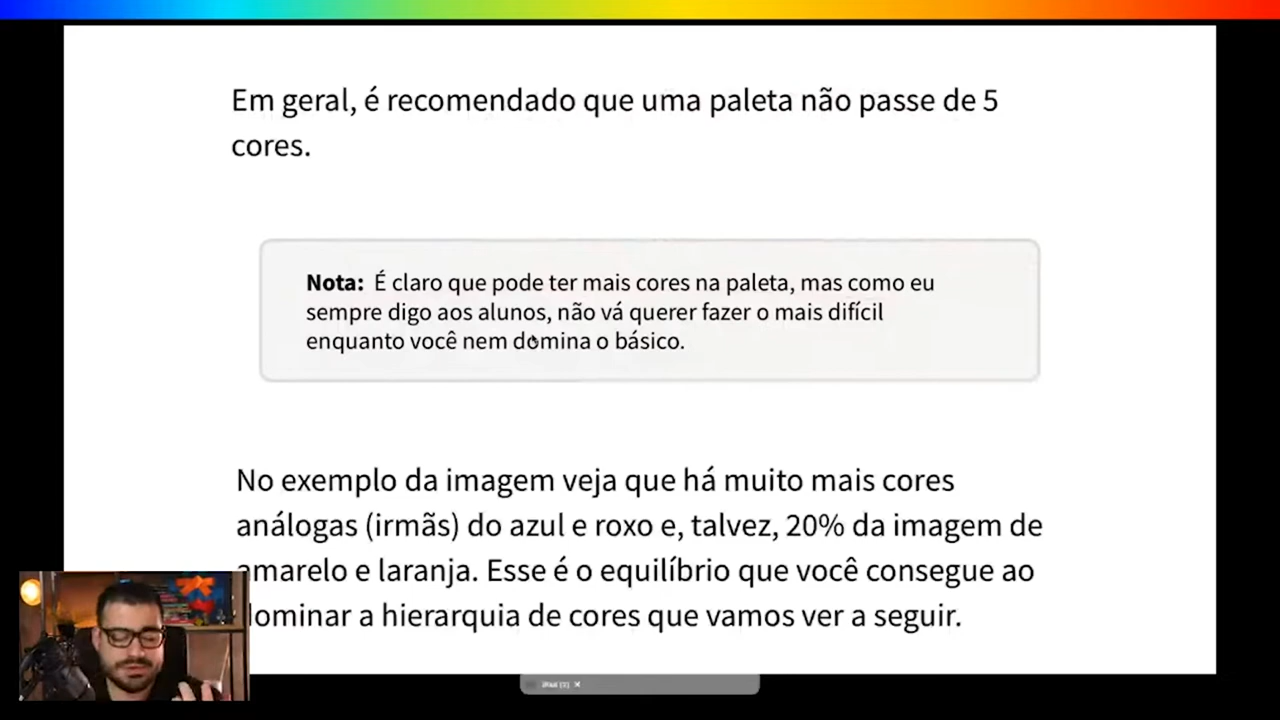 Em geral, é recomendado que uma paleta não passe de 5
cores.
Nota: É claro que pode ter mais cores na paleta, mas como eu
sempre digo aos alunos, não vá querer fazer o mais difícil
enquanto você nem domina o básico.
No exemplo da imagem veja que há muito mais cores
análogas (irmãs) do azul e roxo e, talvez, 20% da imagem de
amarelo e laranja. Esse é o equilíbrio que você consegue ao
dominar a hierarquia de cores que vamos ver a seguir.